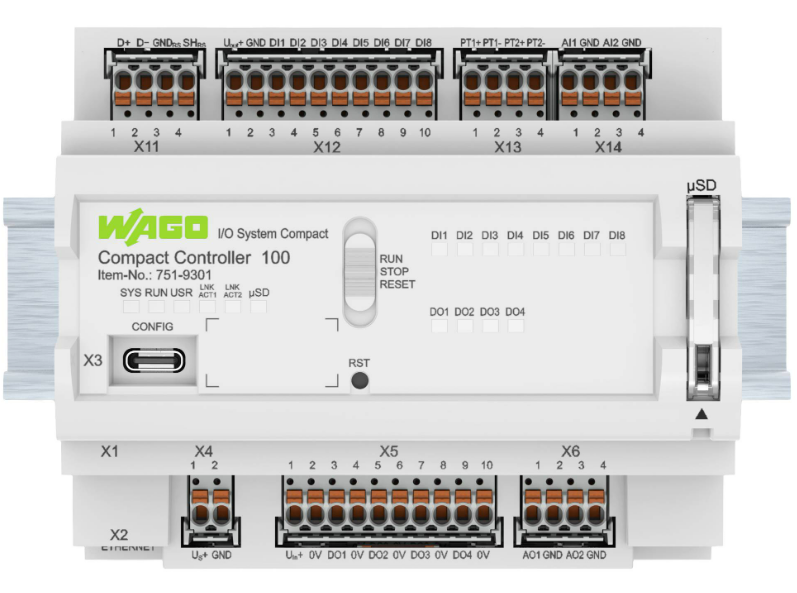 D+ D- GNDRS SHRS
Uout+ GND DI1 DI2 DI3 DI4 DI5 DI6 DI7 DI8
PT1+ PT1- PT2+ PT2-
AI1 GND AI2 GND
1 2 3 4
1 2 3 4 5 6 7 8 9 10
1 2 3 4
1 2 3 4
X11
X12
X13
X14
µSD
WAGO I/O System Compact
Compact Controller 100
Item-No.: 751-9301
SYS RUN USR LNK ACT1 LNK ACT2 µSD
CONFIG
X3
RUN
STOP
RESET
RST
DI1 DI2 DI3 DI4 DI5 DI6 DI7 DI8
DO1 DO2 DO3 DO4
X1
X4
X5
X6
1 2
1 2 3 4 5 6 7 8 9 10
1 2 3 4
X2
ETHERNET
US+ GND
Uin+ 0V DO1 0V DO2 0V DO3 0V DO4 0V
AO1 GND AO2 GND